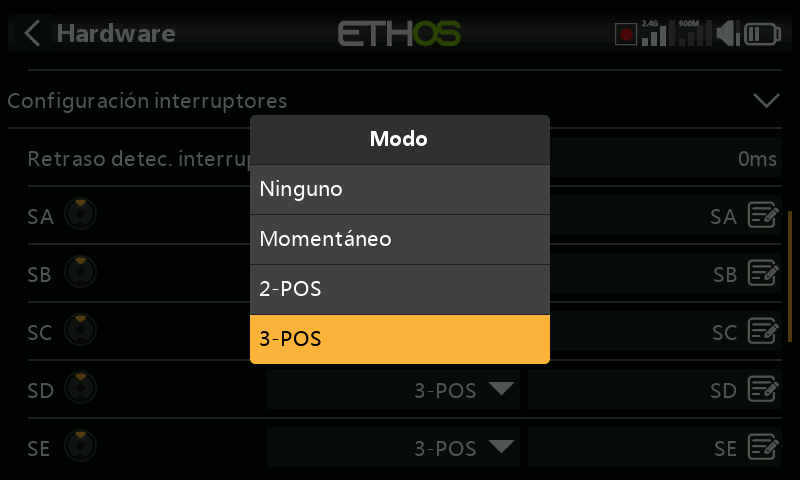 Hardware
ETHOS
2.4G
900M
Configuración interruptores
Modo
Retraso detec. interru
0ms
Ninguno
SA
SA
Momentáneo
SB
SB
2-POS
SC
3-POS
SC
SD
3-POS
SD
SE
3-POS
SE